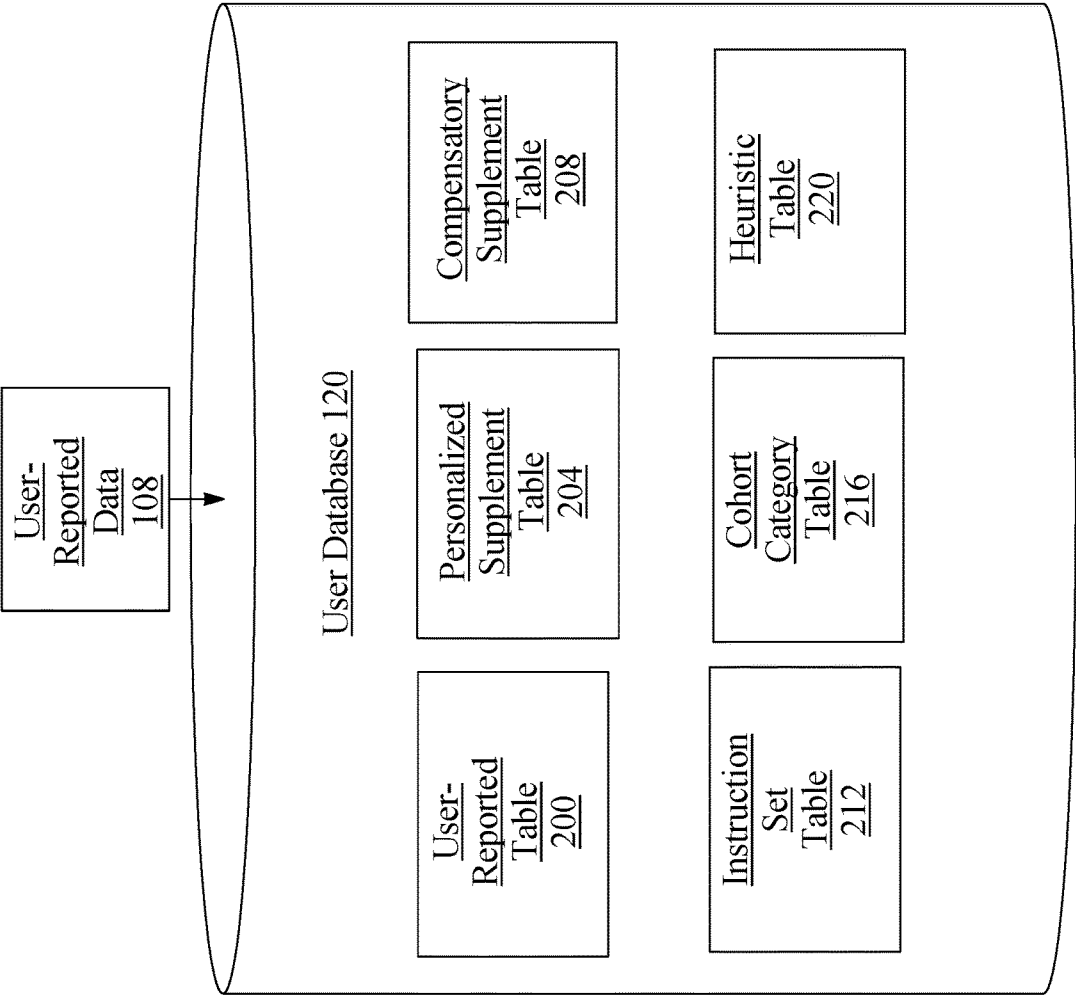 User-
Reported
Data
108
User Database 120
User-
Reported
Table
200
Personalized
Supplement
Table
204
Compensatory
Supplement
Table
208
Instruction
Set
Table
212
Cohort
Category
Table
216
Heuristic
Table
220